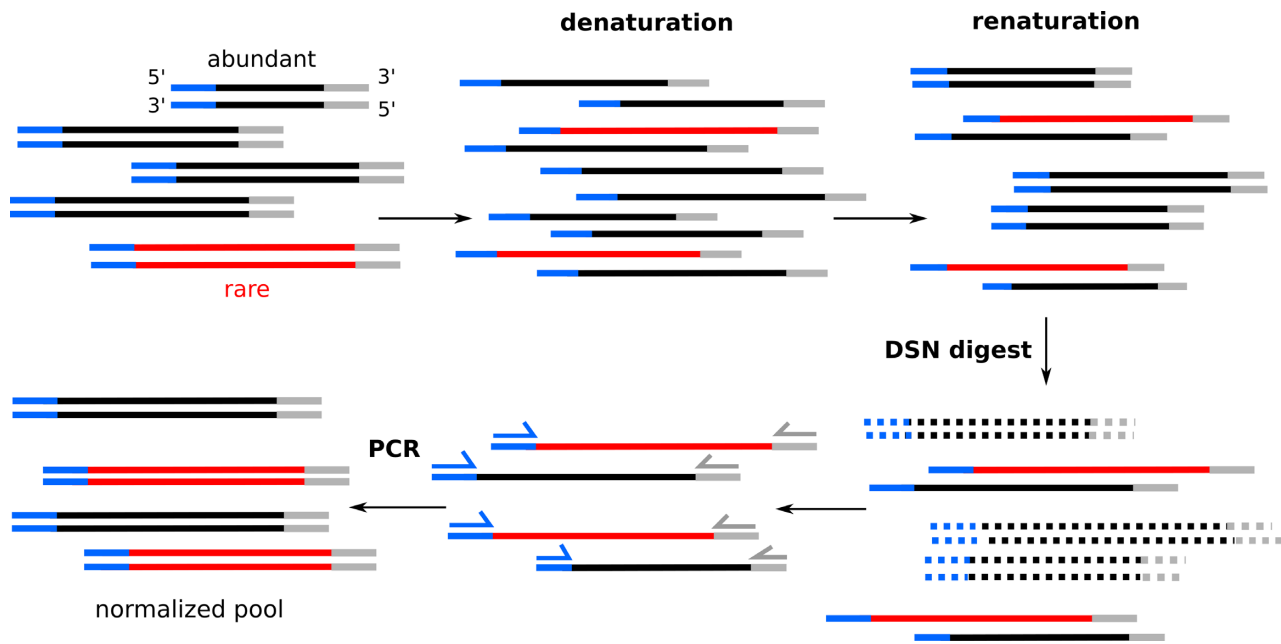 denaturation
renaturation
abundant
5' 3'
3' 5'
rare
DSN digest
PCR
normalized pool